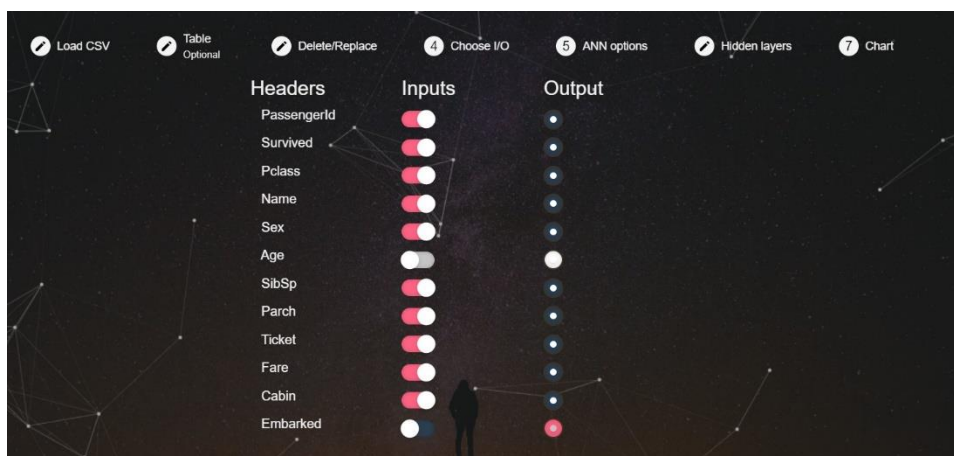 Load CSV
Table
Optional
Delete/Replace
4 Choose I/O
5 ANN options
Hidden layers
7 Chart
Headers Inputs Output
PassengerId
Survived
Pclass
Name
Sex
Age
SibSp
Parch
Ticket
Fare
Cabin
Embarked